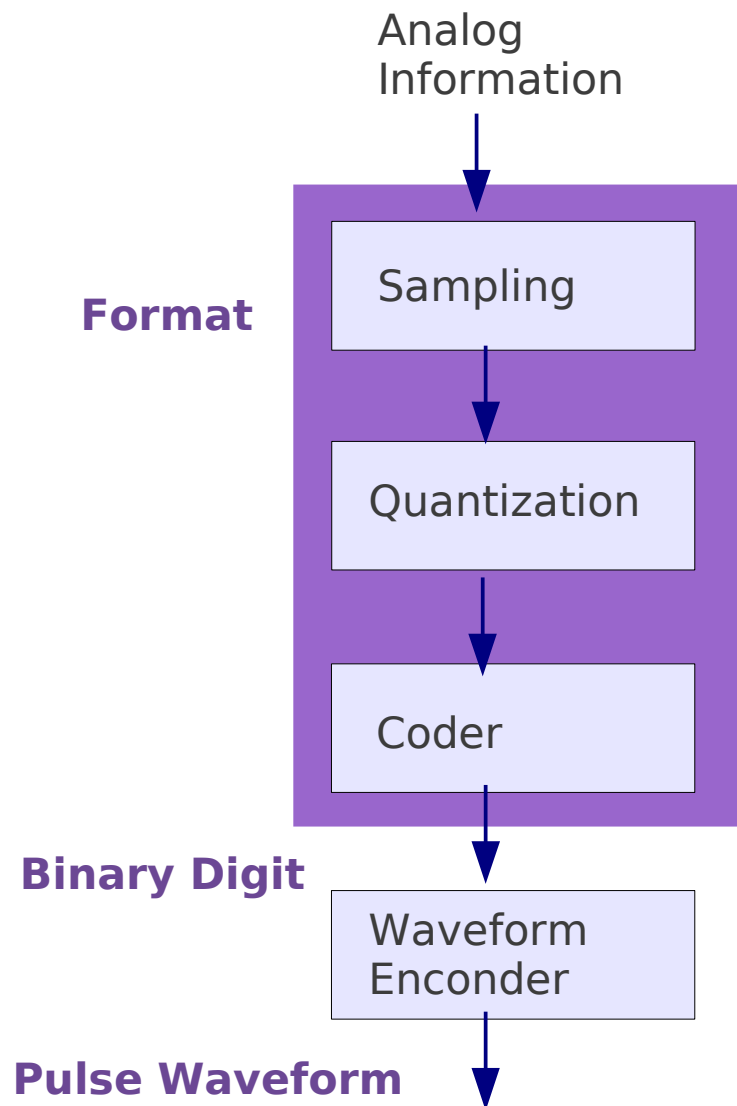 Analog
Information
Format
Sampling
Quantization
Coder
Binary Digit
Waveform
Enconder
Pulse Waveform